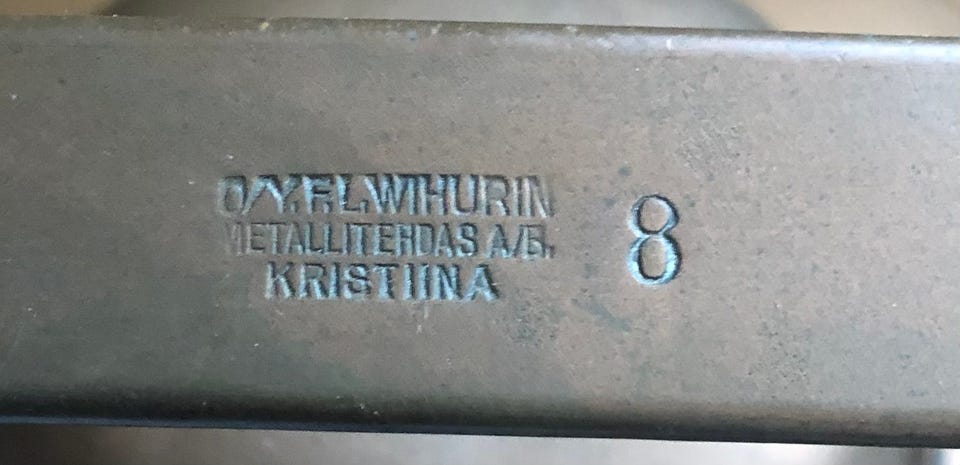 O/Y. F. L. WIHURIN
METALLITEHDAS A/B.
KRISTIINA
8